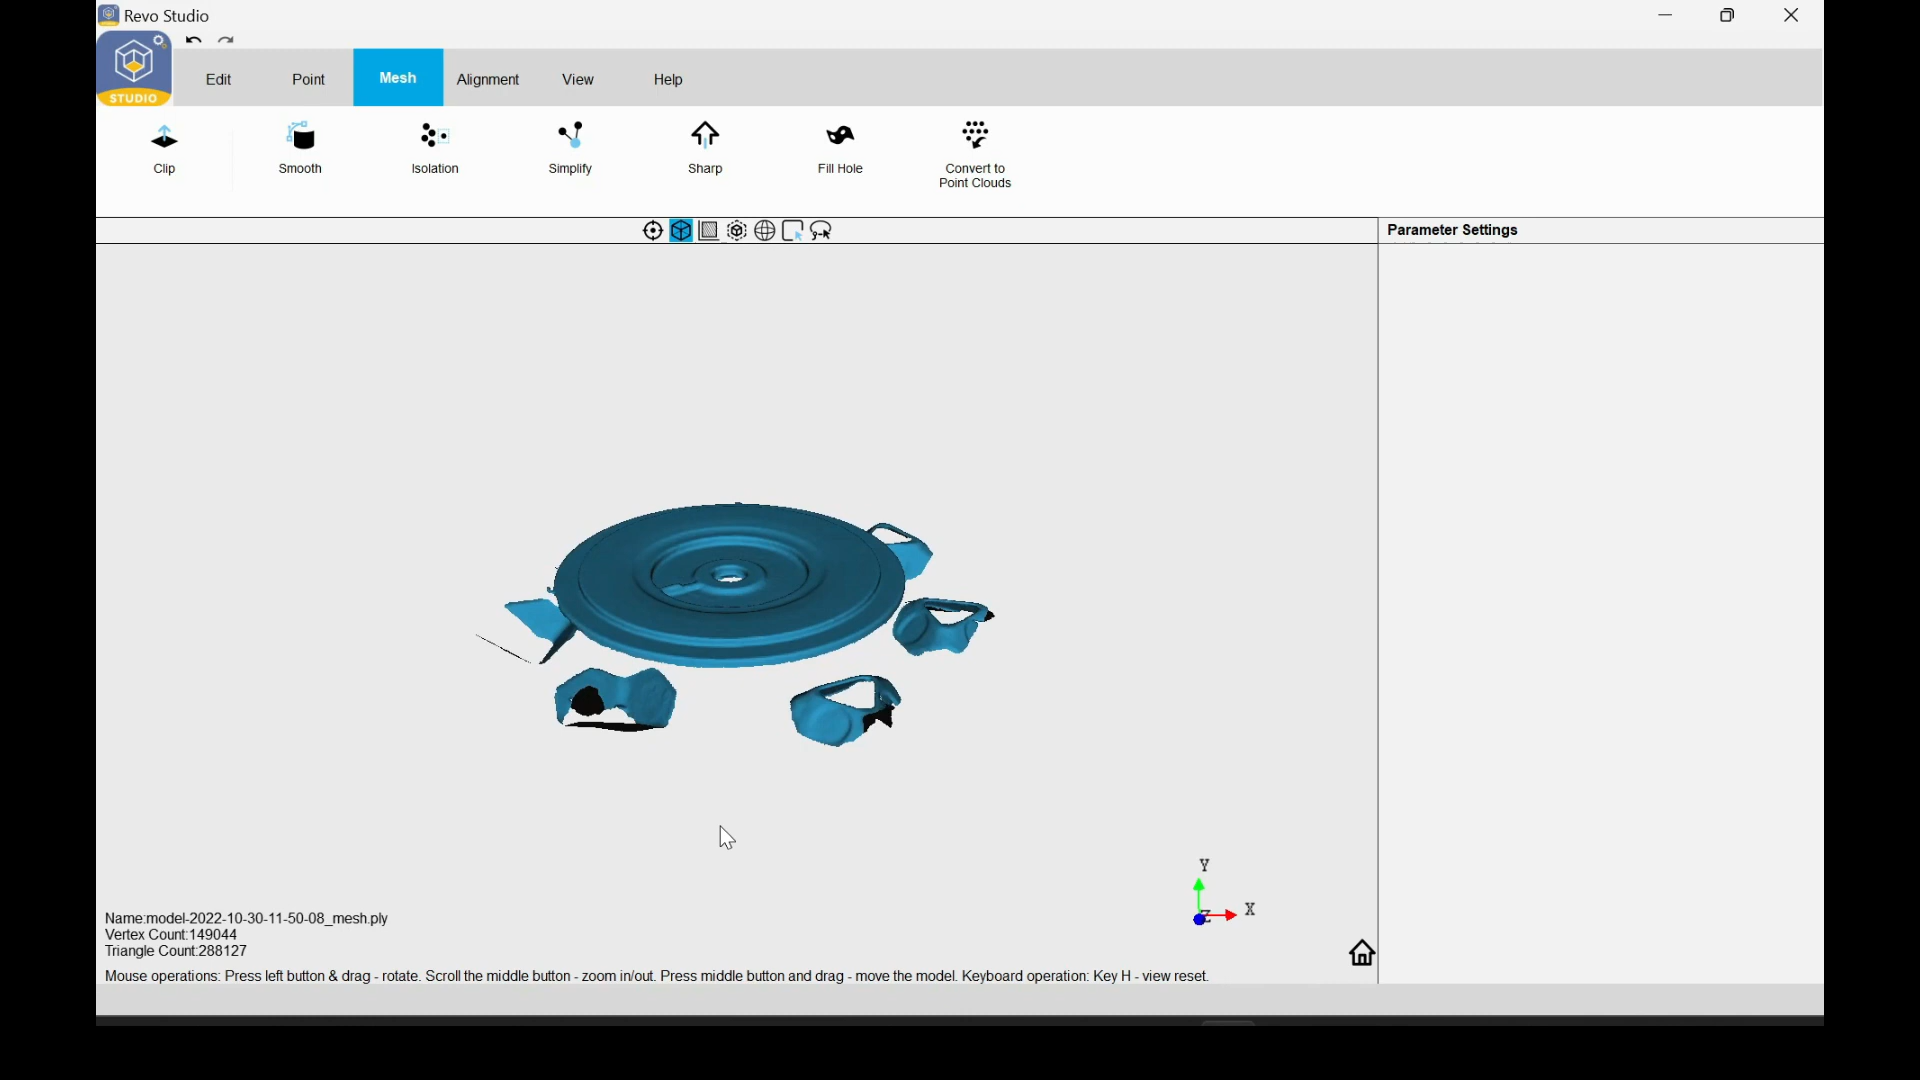 Revo Studio
STUDIO
Edit
Point
Mesh
Alignment
View
Help
Clip
Smooth
Isolation
Simplify
Sharp
Fill Hole
Convert to
Point Clouds
Parameter Settings
Y
X
Z
Name:model-2022-10-30-11-50-08_mesh.ply
Vertex Count:149044
Triangle Count:288127
Mouse operations: Press left button & drag - rotate. Scroll the middle button - zoom in/out. Press middle button and drag - move the model. Keyboard operation: Key H - view reset.